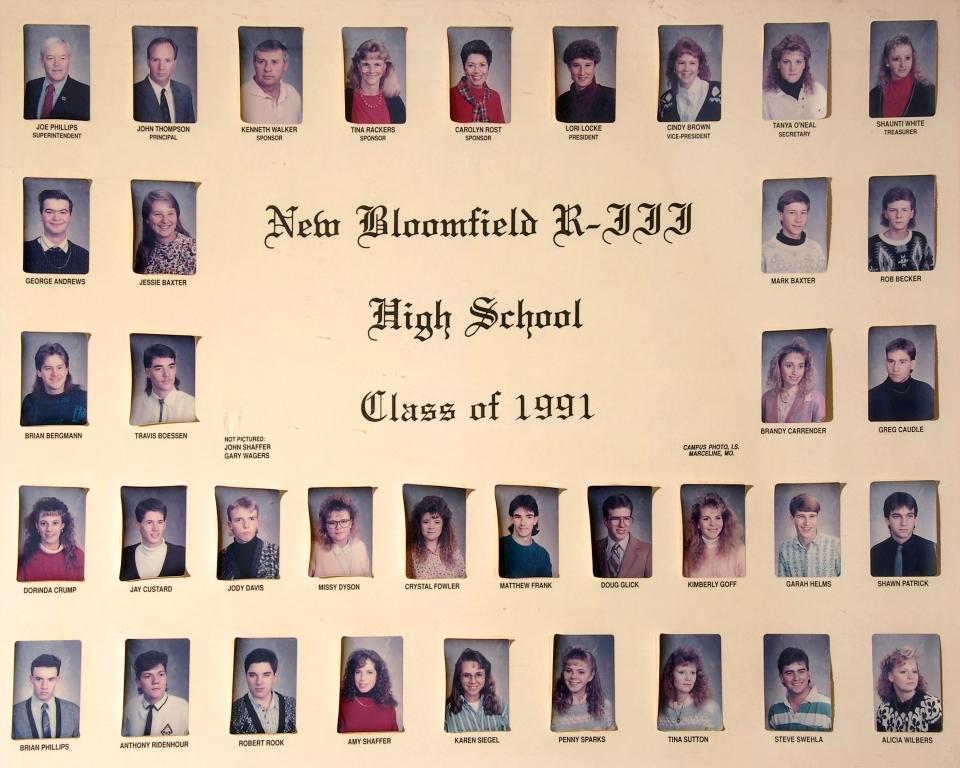 JOE PHILLIPS
SUPERINTENDENT
JOHN THOMPSON
PRINCIPAL
KENNETH WALKER
SPONSOR
TINA RACKERS
SPONSOR
CAROLYN ROST
SPONSOR
LORI LOCKE
PRESIDENT
CINDY BROWN
VICE-PRESIDENT
TANYA O'NEAL
SECRETARY
SHAUNTI WHITE
TREASURER
GEORGE ANDREWS
JESSIE BAXTER
New Bloomfield R-III
High School
Class of 1991
MARK BAXTER
ROB BECKER
BRIAN BERGMANN
TRAVIS BOESSEN
NOT PICTURED:
JOHN SHAFFER
GARY WAGERS
CAMPUS PHOTO, I.S.
MARCELINE, MO.
BRANDY CARRENDER
GREG CAUDLE
DORINDA CRUMP
JAY CUSTARD
JODY DAVIS
MISSY DYSON
CRYSTAL FOWLER
MATTHEW FRANK
DOUG GLICK
KIMBERLY GOFF
GARAH HELMS
SHAWN PATRICK
BRIAN PHILLIPS
ANTHONY RIDENHOUR
ROBERT ROOK
AMY SHAFFER
KAREN SIEGEL
PENNY SPARKS
TINA SUTTON
STEVE SWEHLA
ALICIA WILBERS